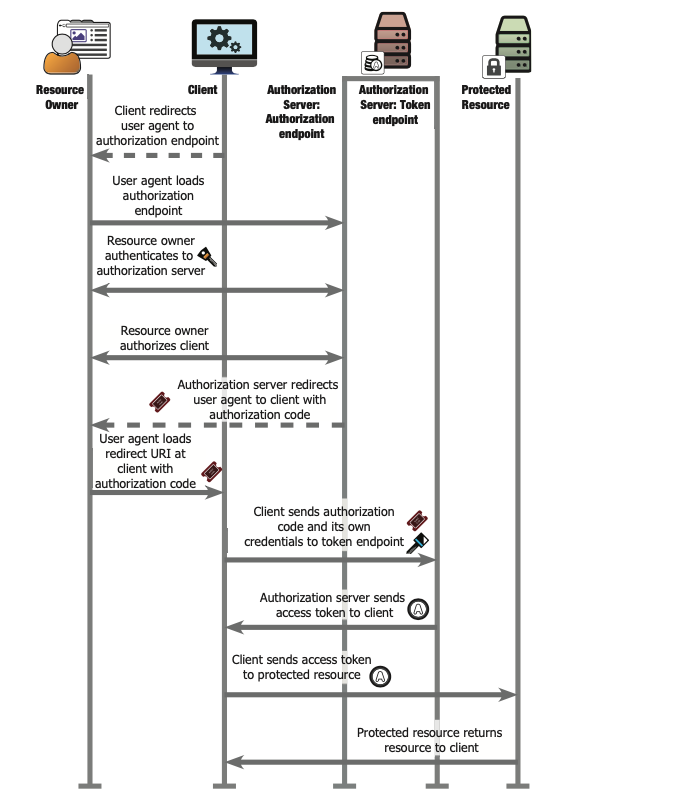 Resource
Owner
Client
Authorization
Server:
Authorization
endpoint
Authorization
Server: Token
endpoint
Protected
Resource
Client redirects
user agent to
authorization endpoint
User agent loads
authorization
endpoint
Resource owner
authenticates to
authorization server
Resource owner
authorizes client
Authorization server redirects
user agent to client with
authorization code
User agent loads
redirect URI at
client with
authorization code
Client sends authorization
code and its own
credentials to token endpoint
Authorization server sends
access token to client
Client sends access token
to protected resource
Protected resource returns
resource to client